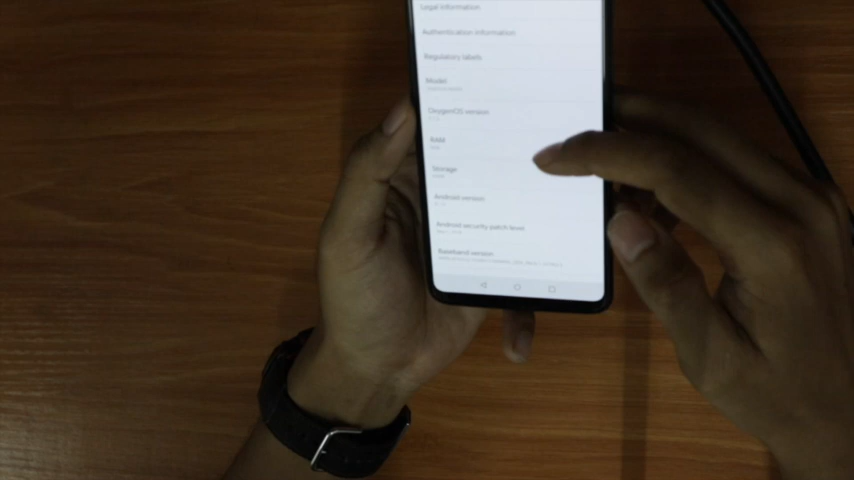 Legal information
Authentication information
Regulatory labels
Model
OxygenOS version
RAM
Storage
Android version
Android security patch level
Baseband version